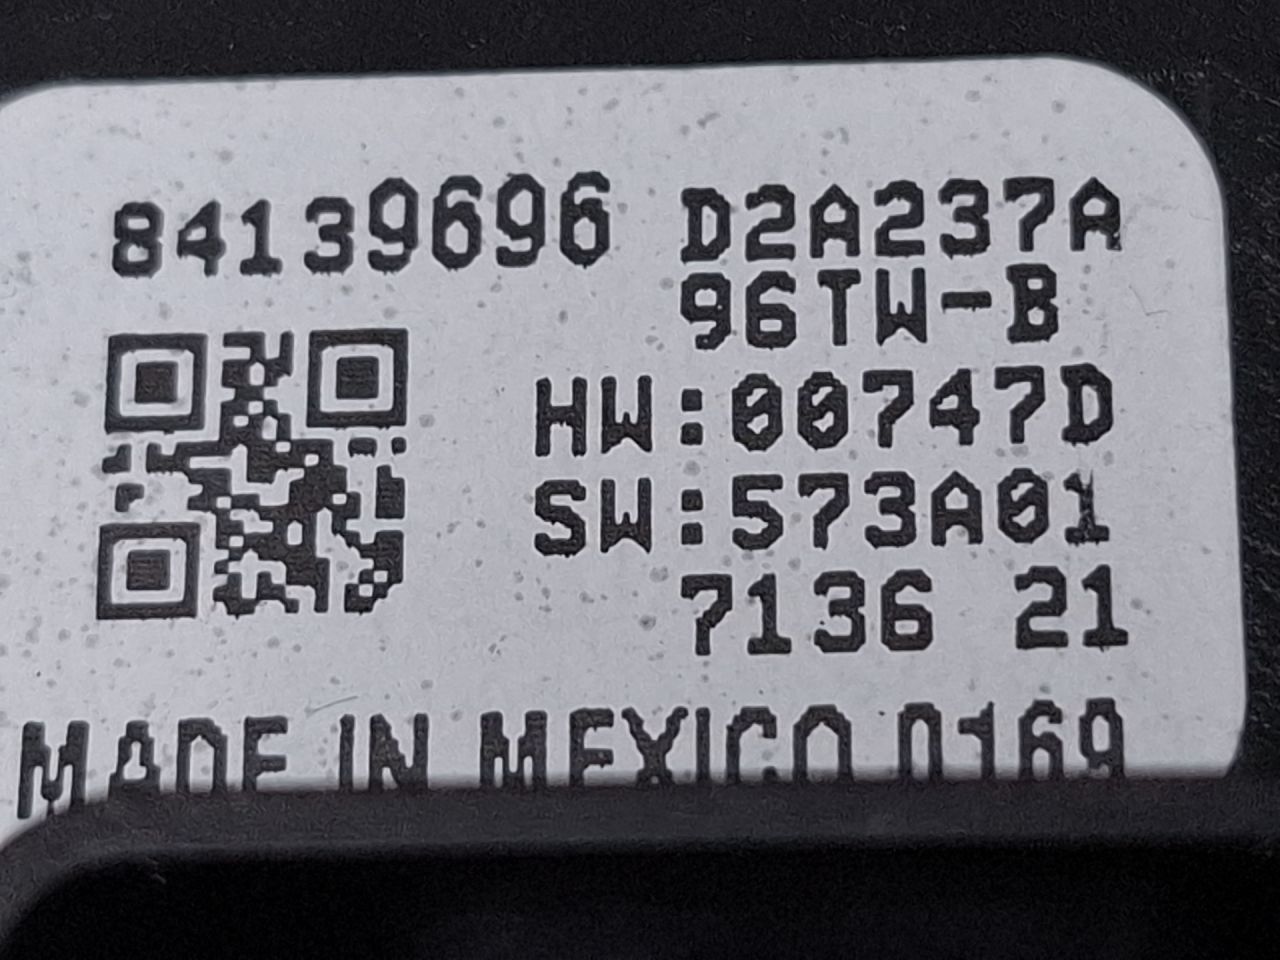 84139696 D2A237A
96TW-B
HW:00747D
SW:573A01
7136 21
MADE IN MEXICO 0169